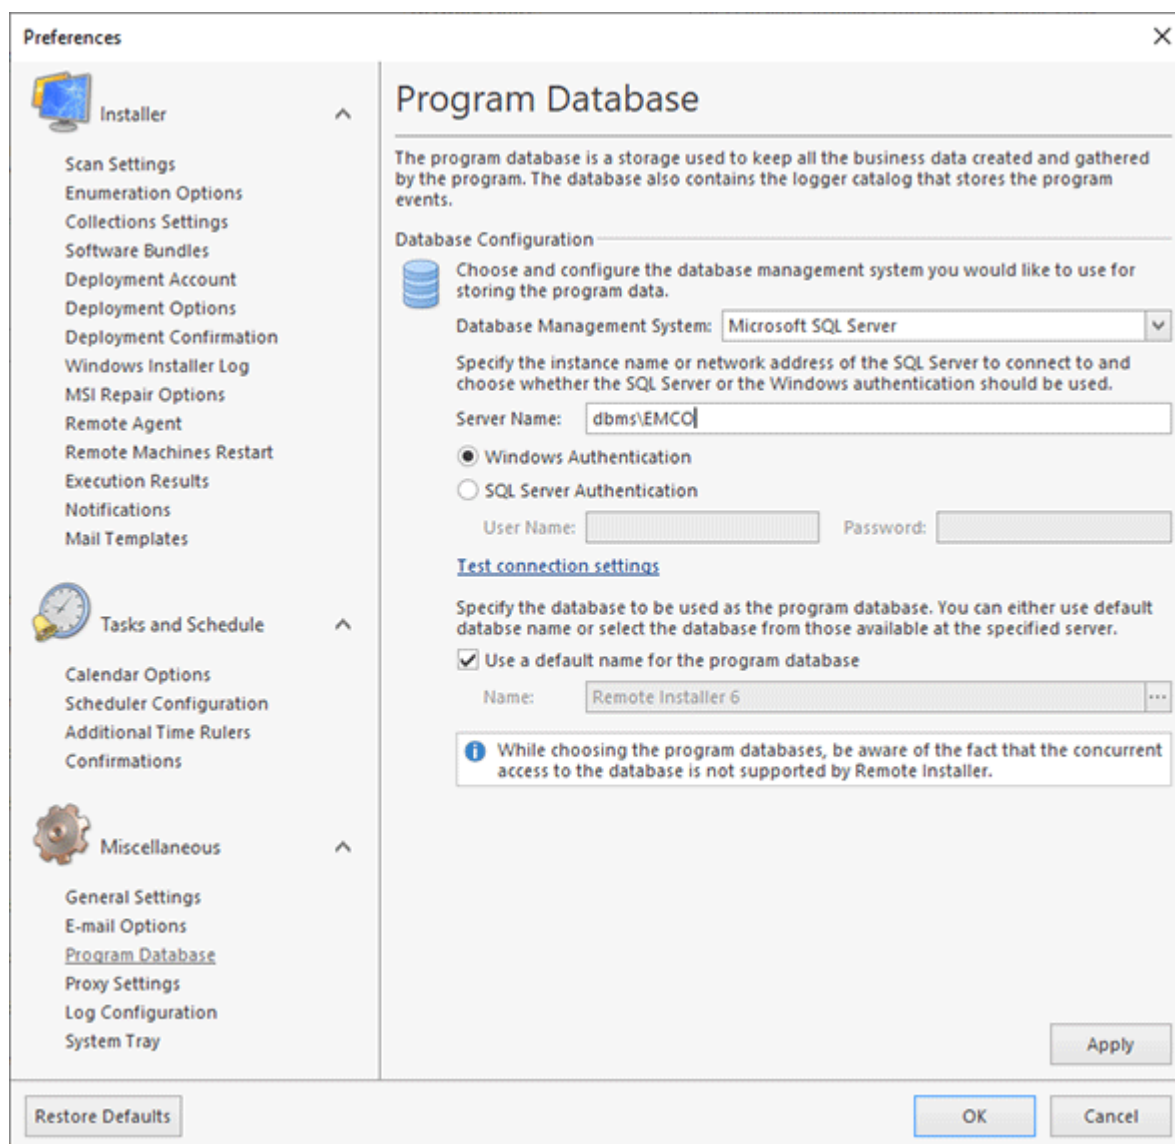 Preferences
Installer
Scan Settings
Enumeration Options
Collections Settings
Software Bundles
Deployment Account
Deployment Options
Deployment Confirmation
Windows Installer Log
MSI Repair Options
Remote Agent
Remote Machines Restart
Execution Results
Notifications
Mail Templates
Tasks and Schedule
Calendar Options
Scheduler Configuration
Additional Time Rulers
Confirmations
Miscellaneous
General Settings
E-mail Options
Program Database
Proxy Settings
Log Configuration
System Tray
Program Database
The program database is a storage used to keep all the business data created and gathered
by the program. The database also contains the logger catalog that stores the program
events.
Database Configuration
Choose and configure the database management system you would like to use for
storing the program data.
Database Management System: Microsoft SQL Server
Specify the instance name or network address of the SQL Server to connect to and
choose whether the SQL Server or the Windows authentication should be used.
Server Name: dbms\EMCO
Windows Authentication
SQL Server Authentication
User Name: Password:
Test connection settings
Specify the database to be used as the program database. You can either use default
databse name or select the database from those available at the specified server.
Use a default name for the program database
Name: Remote Installer 6 ...
While choosing the program databases, be aware of the fact that the concurrent
access to the database is not supported by Remote Installer.
Apply
Restore Defaults OK Cancel